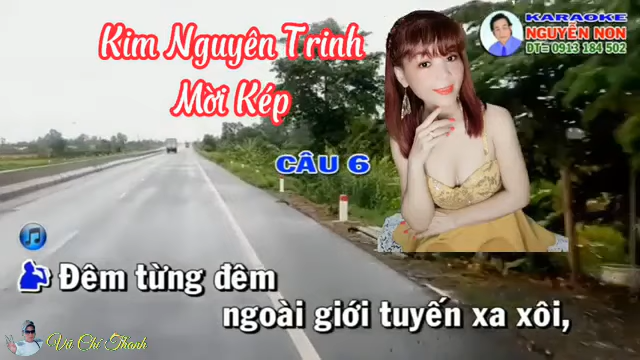 Kim Nguyên Trinh
Mời Kép
KARAOKE
NGUYỄN NON
ĐT= 0913 184 502
CÂU 6
Đêm từng đêm
ngoài giới tuyến xa xôi,
Vũ Chí Thanh